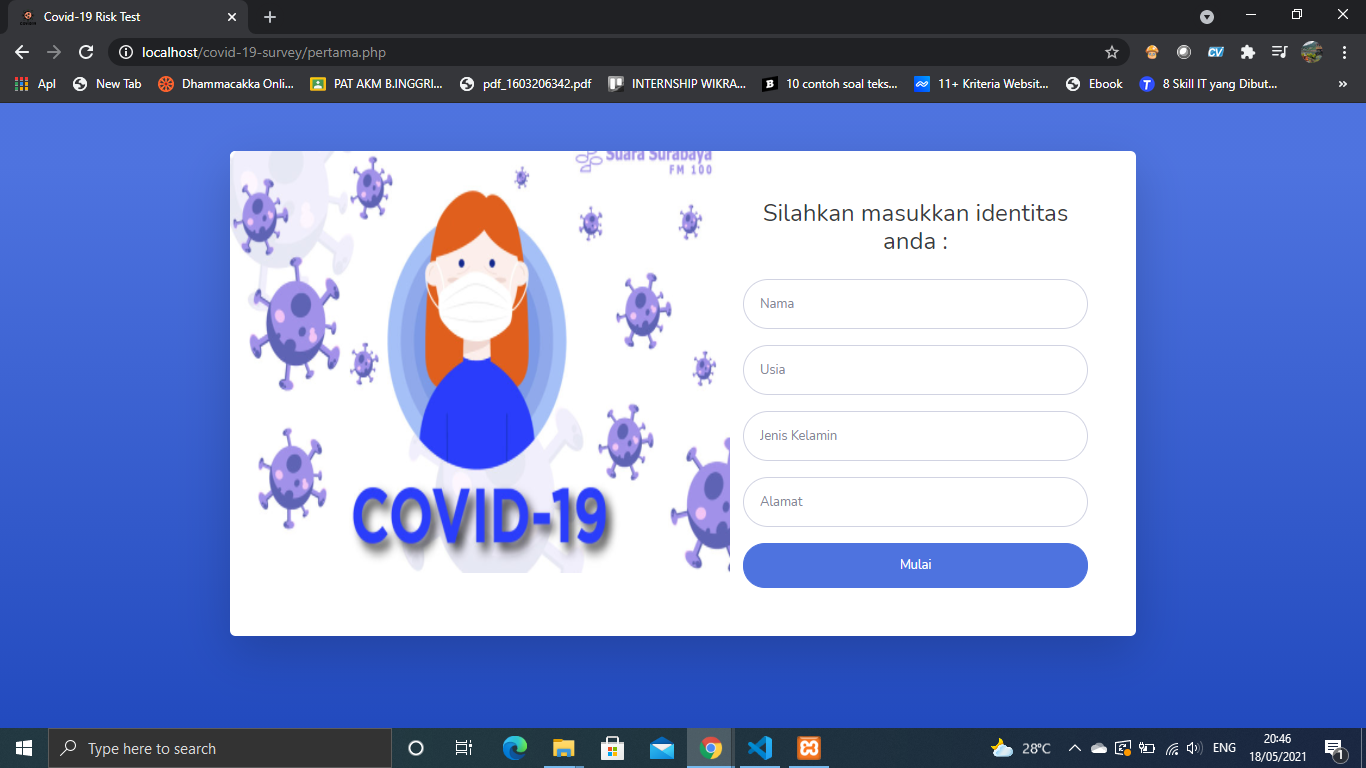 Covid-19 Risk Test
localhost/covid-19-survey/pertama.php
Apl
New Tab
Dhammacakka Onli...
PAT AKM B.INGGRI...
pdf_1603206342.pdf
INTERNSHIP WIKRA...
10 contoh soal teks...
11+ Kriteria Websit...
Ebook
8 Skill IT yang Dibut...
Suara Surabaya
FM 100
COVID-19
Silahkan masukkan identitas
anda :
Nama
Usia
Jenis Kelamin
Alamat
Mulai
Type here to search
28°C
ENG
20:46
18/05/2021
1